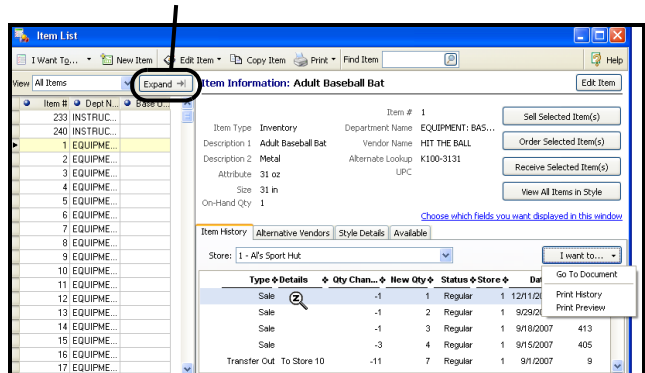 Item List
I Want To... New Item Edit Item Copy Item Print Find Item Help
View All Items Expand Item Information: Adult Baseball Bat Edit Item
Item # Dept N... Base U...
233 INSTRUC...
240 INSTRUC...
1 EQUIPME...
2 EQUIPME...
3 EQUIPME...
4 EQUIPME...
5 EQUIPME...
6 EQUIPME...
7 EQUIPME...
8 EQUIPME...
9 EQUIPME...
10 EQUIPME...
11 EQUIPME...
12 EQUIPME...
13 EQUIPME...
14 EQUIPME...
15 EQUIPME...
16 EQUIPME...
17 EQUIPME...
Item # 1
Item Type Inventory Department Name EQUIPMENT: BAS...
Description 1 Adult Baseball Bat Vendor Name HIT THE BALL
Description 2 Metal Alternate Lookup K100-3131
Attribute 31 oz UPC
Size 31 in
On-Hand Qty 1
Sell Selected Item(s)
Order Selected Item(s)
Receive Selected Item(s)
View All Items in Style
Choose which fields you want displayed in this window
Item History Alternative Vendors Style Details Available
Store: 1 - Al's Sport Hut I want to...
Go To Document
Print History
Print Preview
Type Details Qty Chan... New Qty Status Store
Sale -1 1 Regular 1
Sale -1 2 Regular 1
Sale -1 3 Regular 1 9/18/2007 413
Sale -3 4 Regular 1 9/15/2007 405
Transfer Out To Store 10 -11 7 Regular 1 9/1/2007 9